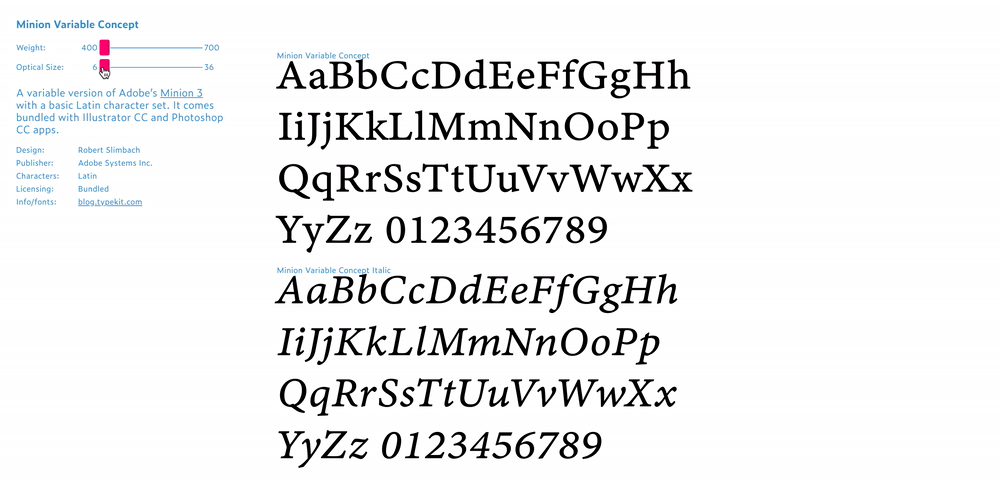 Minion Variable Concept
Weight: 400 700
Optical Size: 6 36
A variable version of Adobe's Minion 3
with a basic Latin character set. It comes
bundled with Illustrator CC and Photoshop
CC apps.
Design: Robert Slimbach
Publisher: Adobe Systems Inc.
Characters: Latin
Licensing: Bundled
Info/fonts: blog.typekit.com
Minion Variable Concept
AaBbCcDdEeFfGgHh
IiJjKkLlMmNnOoPp
QqRrSsTtUuVvWwXx
YyZz 0123456789
Minion Variable Concept Italic
AaBbCcDdEeFfGgHh
IiJjKkLlMmNnOoPp
QqRrSsTtUuVvWwXx
YyZz 0123456789